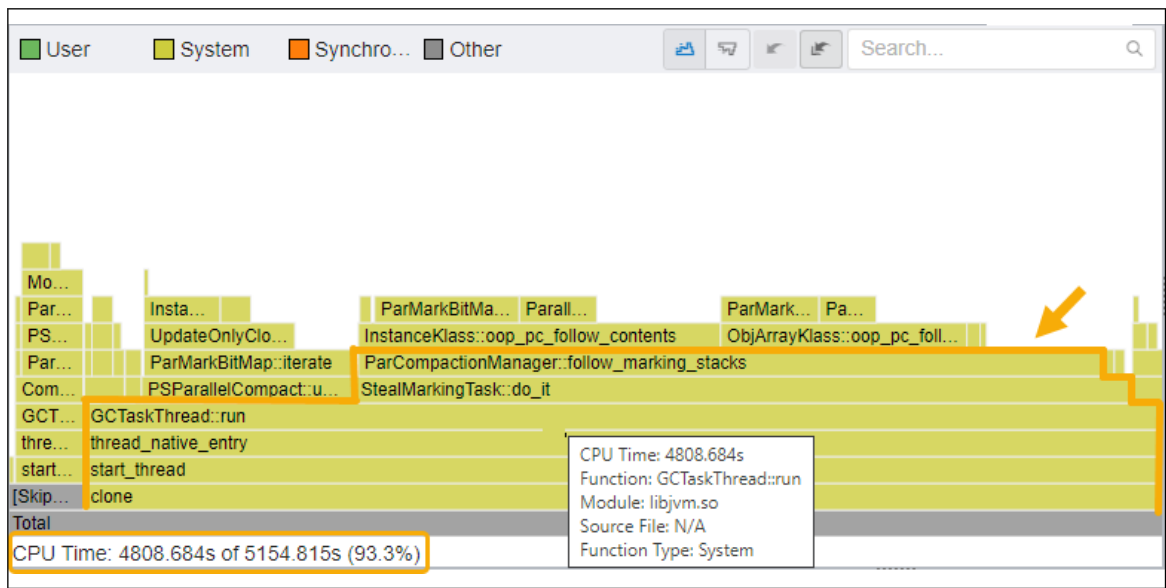 User System Synchro... Other Search...
Mo...
Par... Insta... ParMarkBitMa... Parall... ParMark... Pa...
PS... UpdateOnlyClo... InstanceKlass::oop_pc_follow_contents ObjArrayKlass::oop_pc_foll...
Par... ParMarkBitMap::iterate ParCompactionManager::follow_marking_stacks
Com... PSParallelCompact::u... StealMarkingTask::do_it
GCT... GCTaskThread::run
thre... thread_native_entry
start... start_thread
[Skip... clone
Total
CPU Time: 4808.684s
Function: GCTaskThread::run
Module: libjvm.so
Source File: N/A
Function Type: System
CPU Time: 4808.684s of 5154.815s (93.3%)